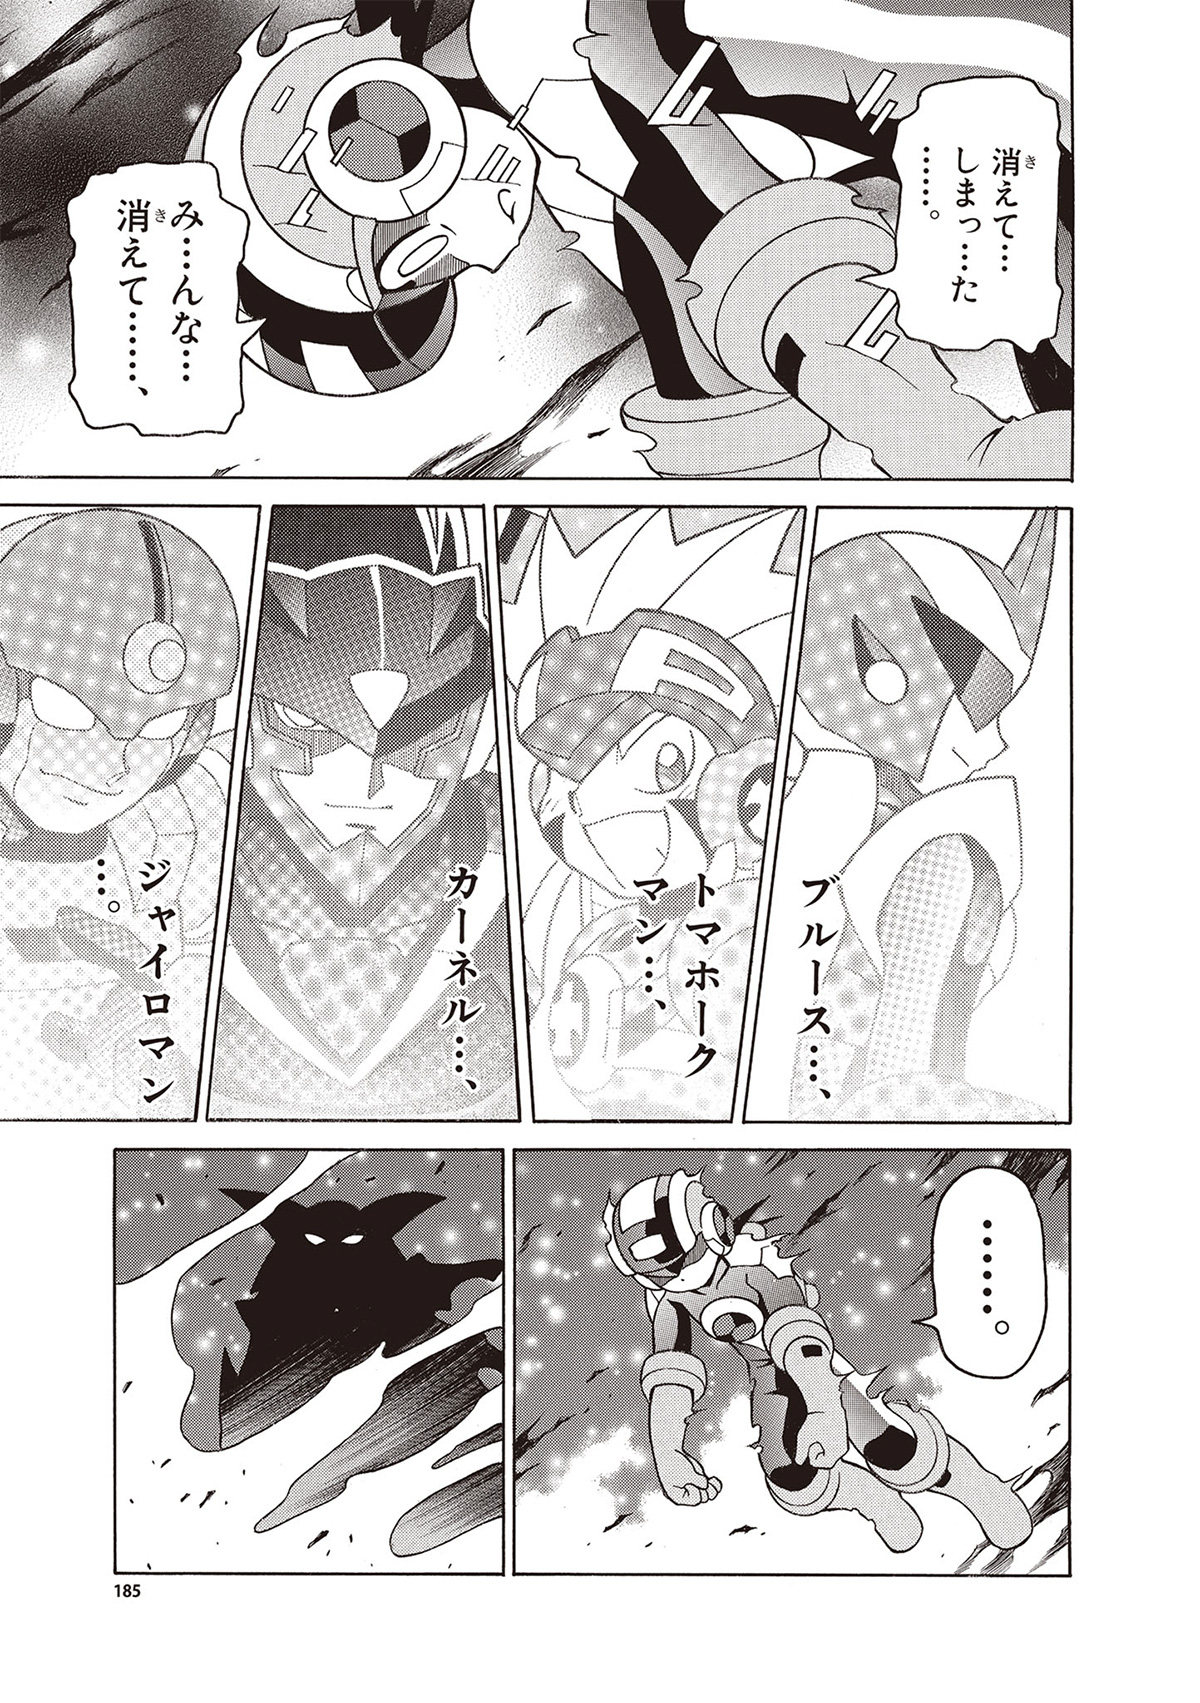 消えて…
しまっ…た
……。
み…んな…
消えて………、
ブルース…、
トマホーク
マン…、
カーネル…、
ジャイロマン
…。
……。
185